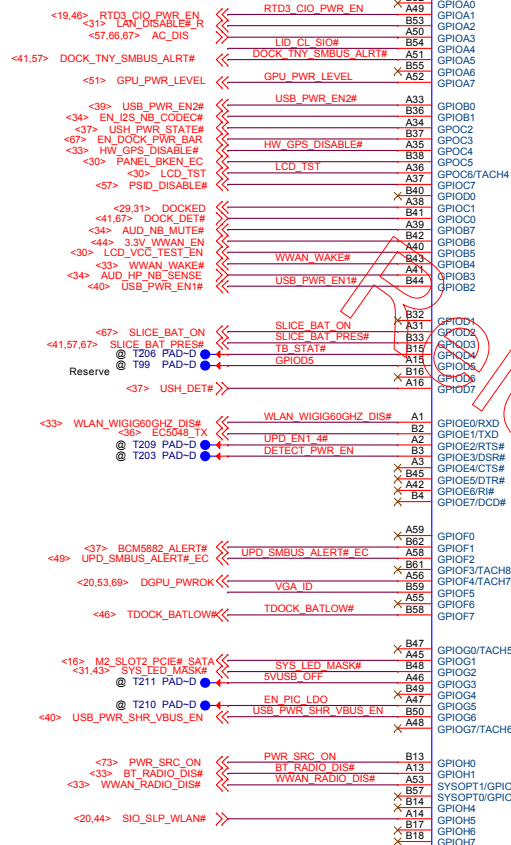 B52 GPIOA0
<19,46> RTD3_CIO_PWR_EN RTD3_CIO_PWR_EN A49 GPIOA1
<31> LAN_DISABLE#_R B53 GPIOA2
<57,66,67> AC_DIS A50 GPIOA3
LID_CL_SIO# B54 GPIOA4
<41,57> DOCK_TNY_SMBUS_ALRT# DOCK_TNY_SMBUS_ALRT# A51 GPIOA5
B55 GPIOA6
<51> GPU_PWR_LEVEL GPU_PWR_LEVEL A52 GPIOA7
<39> USB_PWR_EN2# USB_PWR_EN2# A33 GPIOB0
<34> EN_I2S_NB_CODEC# B36 GPIOB1
<37> USH_PWR_STATE# A34 GPOC2
<67> EN_DOCK_PWR_BAR B37 GPOC3
<33> HW_GPS_DISABLE# HW_GPS_DISABLE# A35 GPOC4
<30> PANEL_BKEN_EC B38 GPOC5
<30> LCD_TST LCD_TST A36 GPOC6/TACH4
<57> PSID_DISABLE# A37 GPIOC7
B40 GPIOD0
<29,31> DOCKED A38 GPIOC1
<41,67> DOCK_DET# B41 GPIOC0
<34> AUD_NB_MUTE# A39 GPIOB7
<44> 3.3V_WWAN_EN B42 GPIOB6
<30> LCD_VCC_TEST_EN A40 GPIOB5
<33> WWAN_WAKE# WWAN_WAKE# B43 GPIOB4
<34> AUD_HP_NB_SENSE A41 GPIOB3
<40> USB_PWR_EN1# USB_PWR_EN1# B44 GPIOB2
B32 GPIOD1
<67> SLICE_BAT_ON SLICE_BAT_ON A31 GPIOD2
<41,57,67> SLICE_BAT_PRES# SLICE_BAT_PRES# B33 GPIOD3
@ T206 PAD~D TB_STAT# B15 GPIOD4
Reserve @ T99 PAD~D GPIOD5 A15 GPIOD5
B16 GPIOD6
<37> USH_DET# A16 GPIOD7
<33> WLAN_WIGIG60GHZ_DIS# WLAN_WIGIG60GHZ_DIS# A1 GPIOE0/RXD
<36> EC5048_TX B2 GPIOE1/TXD
@ T209 PAD~D UPD_EN1_4# A2 GPIOE2/RTS#
@ T203 PAD~D DETECT_PWR_EN B3 GPIOE3/DSR#
A3 GPIOE4/CTS#
B45 GPIOE5/DTR#
A42 GPIOE6/RI#
B4 GPIOE7/DCD#
A59 GPIOF0
<37> BCM5882_ALERT# B62 GPIOF1
<49> UPD_SMBUS_ALERT#_EC UPD_SMBUS_ALERT#_EC A58 GPIOF2
B61 GPIOF3/TACH8
<20,53,69> DGPU_PWROK A56 GPIOF4/TACH7
VGA_ID B59 GPIOF5
A55 GPIOF6
<46> TDOCK_BATLOW# TDOCK_BATLOW# B58 GPIOF7
B47 GPIOG0/TACH5
<16> M2_SLOT2_PCIE#_SATA A45 GPIOG1
<31,43> SYS_LED_MASK# SYS_LED_MASK# B48 GPIOG2
@ T211 PAD~D 5VUSB_OFF A46 GPIOG3
B49 GPIOG4
@ T210 PAD~D EN_PIC_LDO A47 GPIOG5
<40> USB_PWR_SHR_VBUS_EN USB_PWR_SHR_VBUS_EN B50 GPIOG6
A48 GPIOG7/TACH6
<73> PWR_SRC_ON PWR_SRC_ON B13 GPIOH0
<33> BT_RADIO_DIS# BT_RADIO_DIS# A13 GPIOH1
<33> WWAN_RADIO_DIS# WWAN_RADIO_DIS# A53 SYSOPT1/GPIO
B57 SYSOPT0/GPIO
B14 GPIOH4
<20,44> SIO_SLP_WLAN# A14 GPIOH5
B17 GPIOH6
B18 GPIOH7